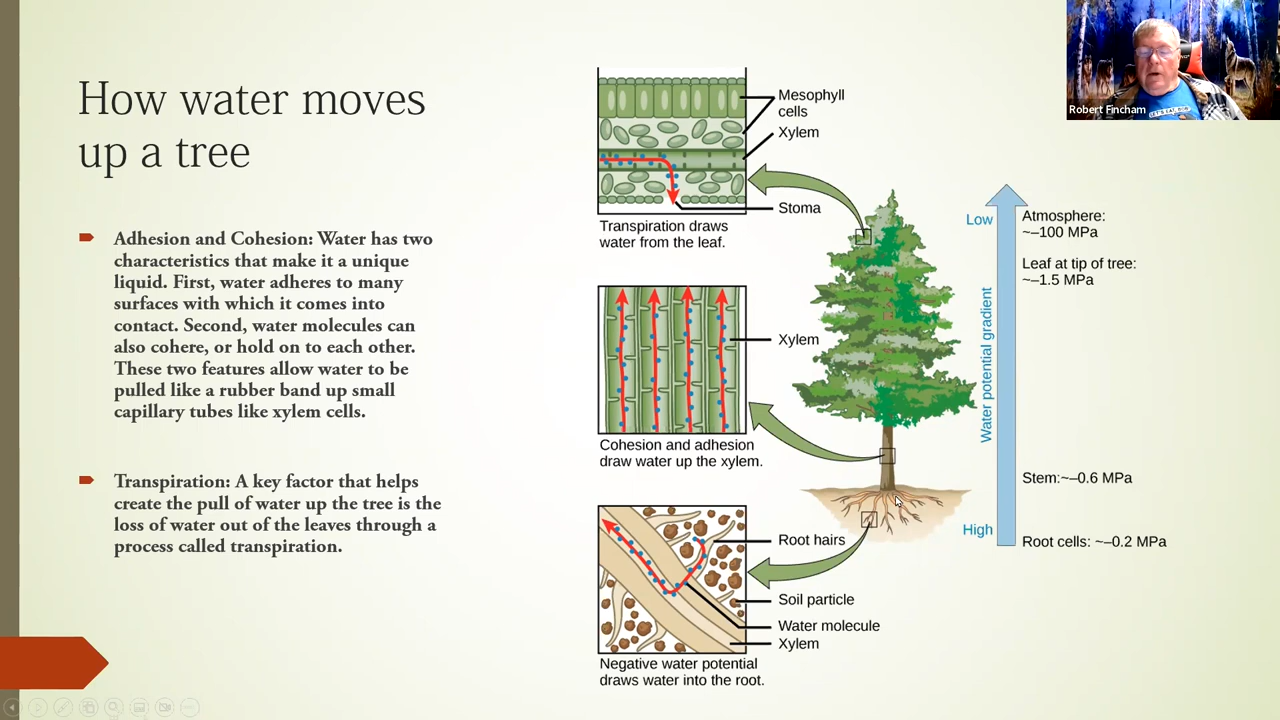 How water moves
up a tree
Adhesion and Cohesion: Water has two
characteristics that make it a unique
liquid. First, water adheres to many
surfaces with which it comes into
contact. Second, water molecules can
also cohere, or hold on to each other.
These two features allow water to be
pulled like a rubber band up small
capillary tubes like xylem cells.
Transpiration: A key factor that helps
create the pull of water up the tree is the
loss of water out of the leaves through a
process called transpiration.
Mesophyll
cells
Xylem
Stoma
Transpiration draws
water from the leaf.
Xylem
Cohesion and adhesion
draw water up the xylem.
Root hairs
Soil particle
Water molecule
Xylem
Negative water potential
draws water into the root.
Low
Water potential gradient
High
Atmosphere:
~–100 MPa
Leaf at tip of tree:
~–1.5 MPa
Stem:~–0.6 MPa
Root cells: ~–0.2 MPa
Robert Fincham